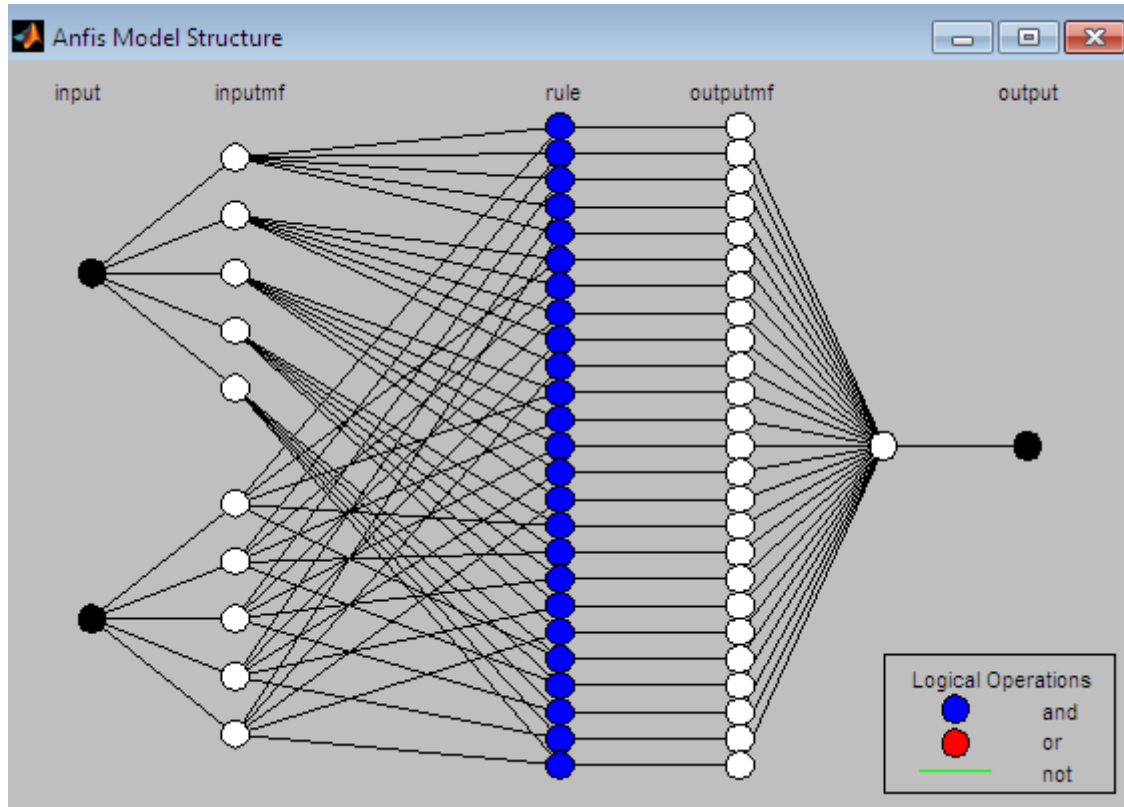 Anfis Model Structure
input inputmf rule outputmf output
Logical Operations
and
or
not